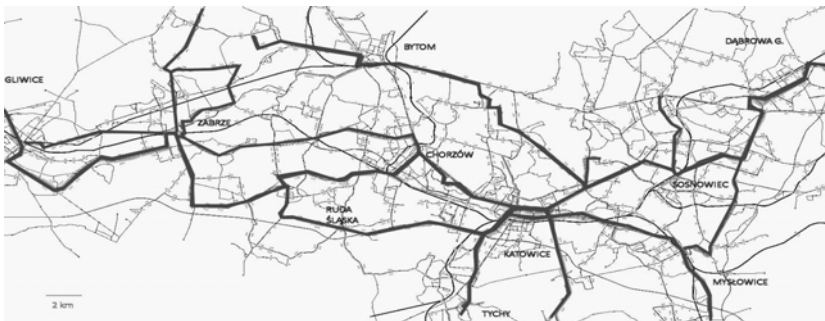 BYTOM
DĄBROWA G.
GLIWICE
ZABRZE
CHORZÓW
SOSNOWIEC
RUDA
ŚLĄSKA
KATOWICE
MYSŁOWICE
2 km
TYCHY